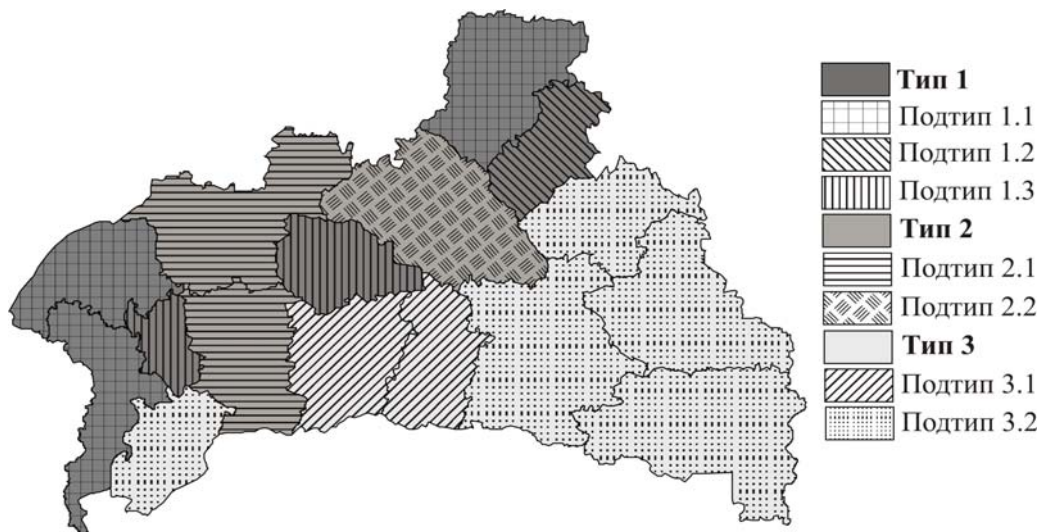 Тип 1
Подтип 1.1
Подтип 1.2
Подтип 1.3
Тип 2
Подтип 2.1
Подтип 2.2
Тип 3
Подтип 3.1
Подтип 3.2